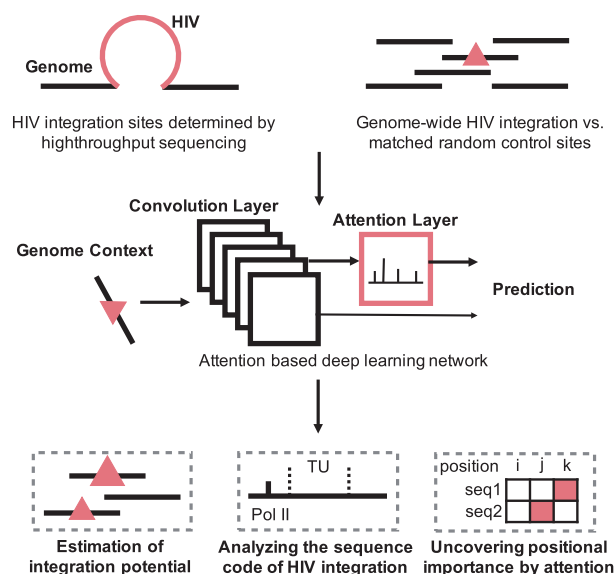 HIV
Genome
HIV integration sites determined by
highthroughput sequencing
Genome-wide HIV integration vs.
matched random control sites
Convolution Layer
Attention Layer
Genome Context
Prediction
Attention based deep learning network
TU
Pol II
position i j k
seq1
seq2
Estimation of
integration potential
Analyzing the sequence
code of HIV integration
Uncovering positional
importance by attention